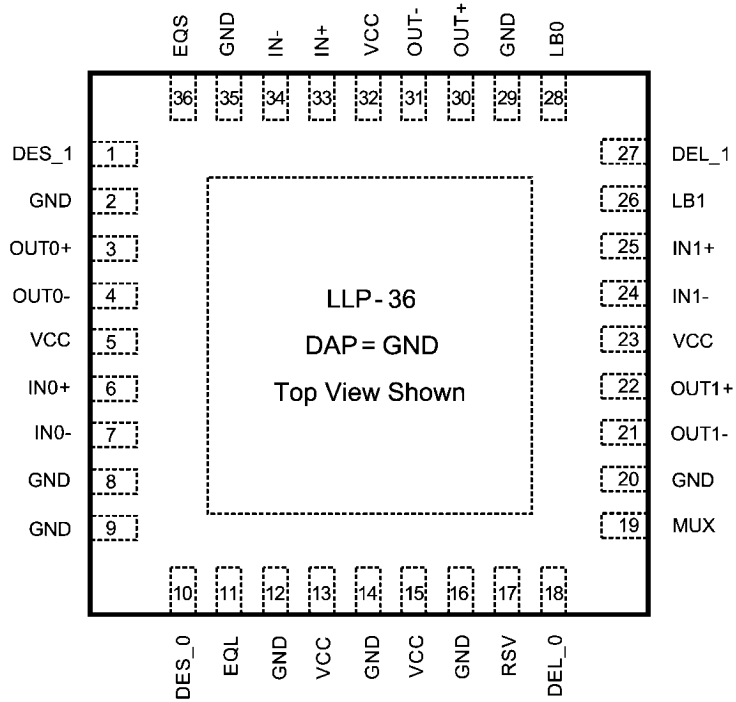 EQS GND IN- IN+ VCC OUT- OUT+ GND LB0
36 35 34 33 32 31 30 29 28
DES_1 1
GND 2
OUT0+ 3
OUT0- 4
VCC 5
IN0+ 6
IN0- 7
GND 8
GND 9
LLP-36
DAP = GND
Top View Shown
27 DEL_1
26 LB1
25 IN1+
24 IN1-
23 VCC
22 OUT1+
21 OUT1-
20 GND
19 MUX
10 11 12 13 14 15 16 17 18
DES_0 EQL GND VCC GND VCC GND RSV DEL_0